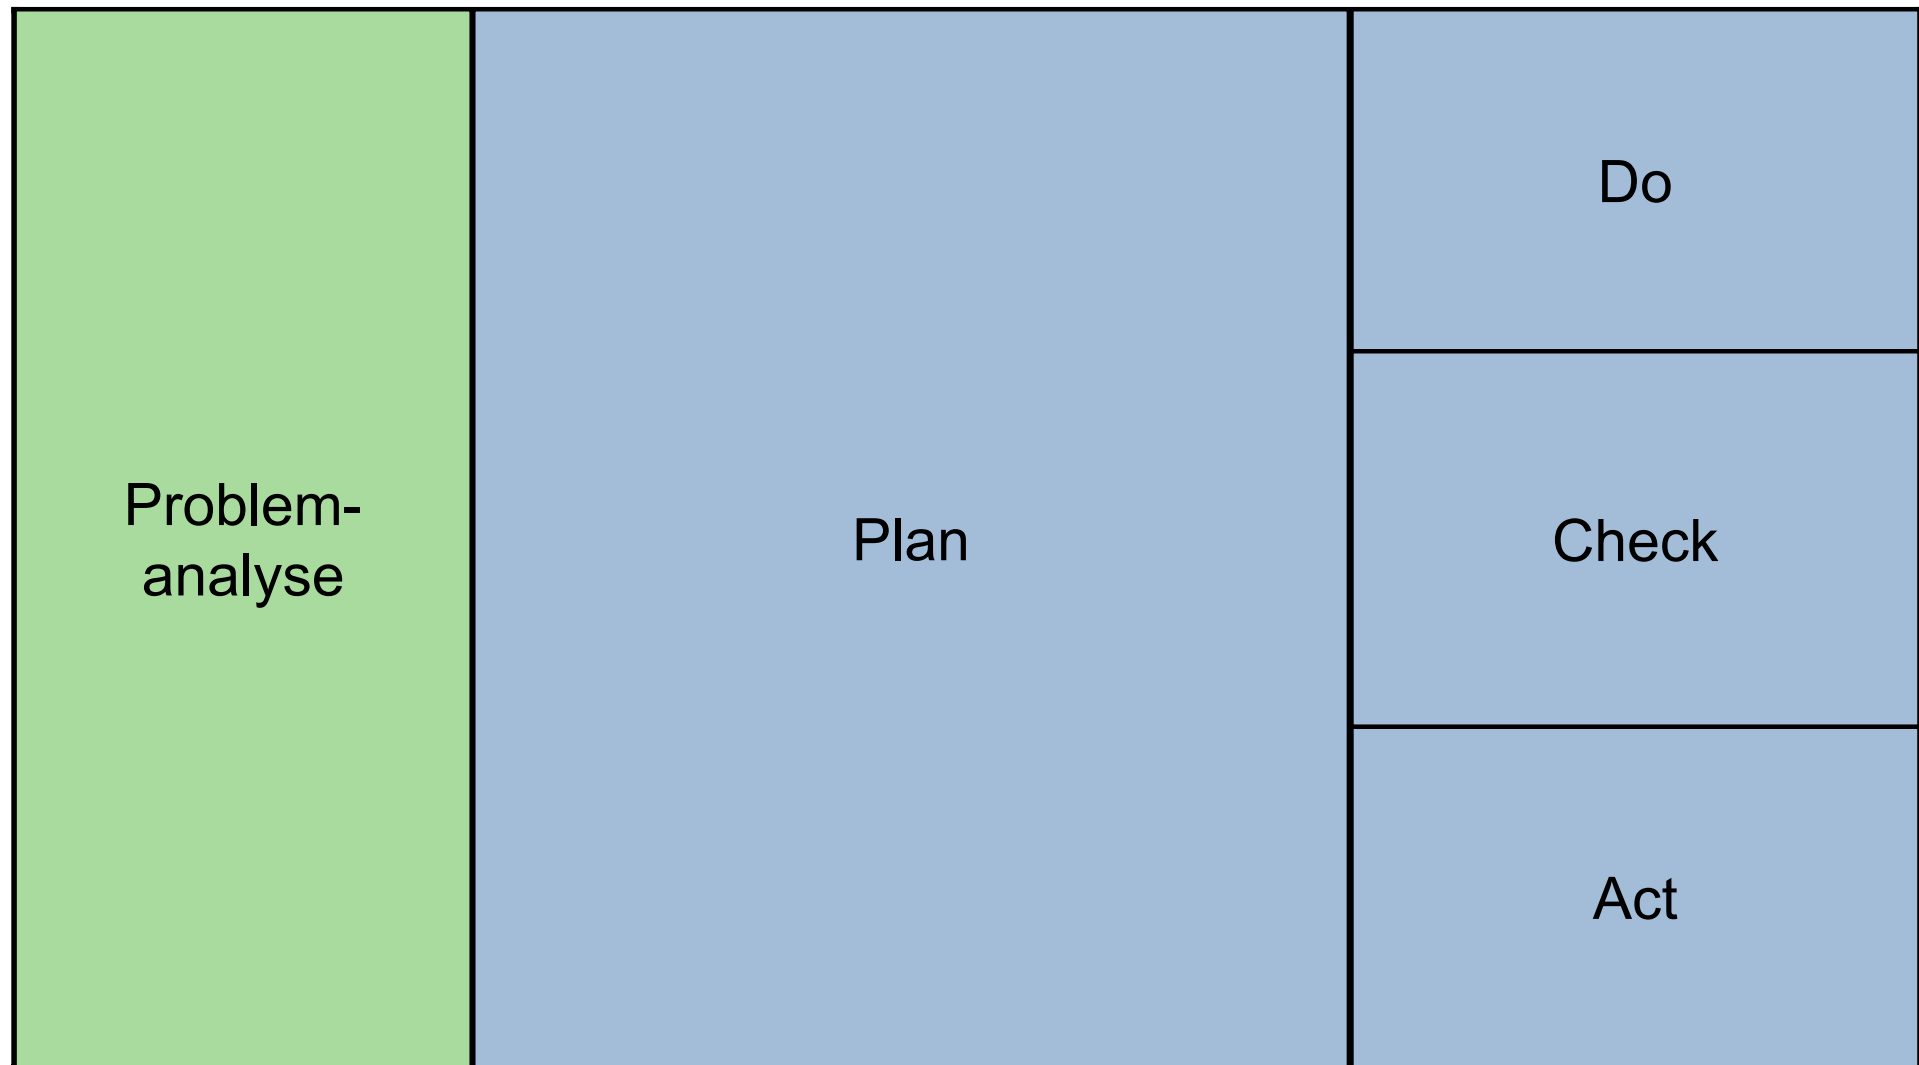 Problem-
analyse
Plan
Do
Check
Act